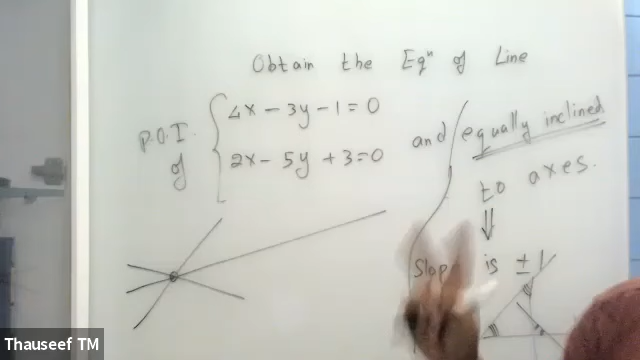 Obtain the Eqⁿ of Line
P.O.I. of
4x - 3y - 1 = 0
2x - 5y + 3 = 0
and equally inclined
to axes.
⇓
Slope is ± 1
Thauseef TM